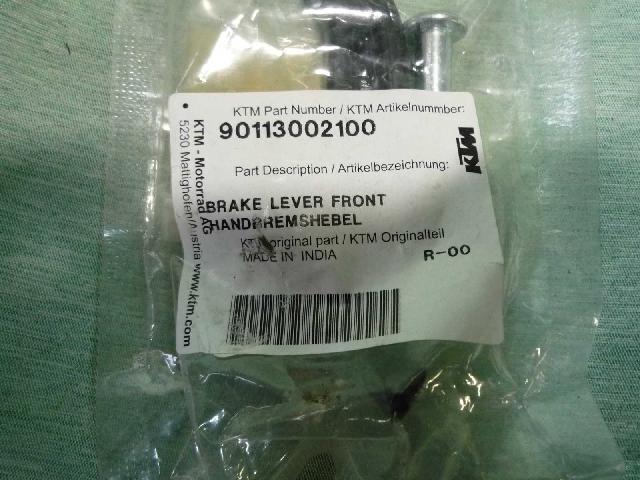 KTM Part Number / KTM Artikelnummber:
90113002100
KTM
Part Description / Artikelbezeichnung:
BRAKE LEVER FRONT
HANDBREMSHEBEL
KTM original part / KTM Originalteil
MADE IN INDIA
R-00
KTM - Motorrad AG
5230 Mattighofen/Austria www.ktm.com